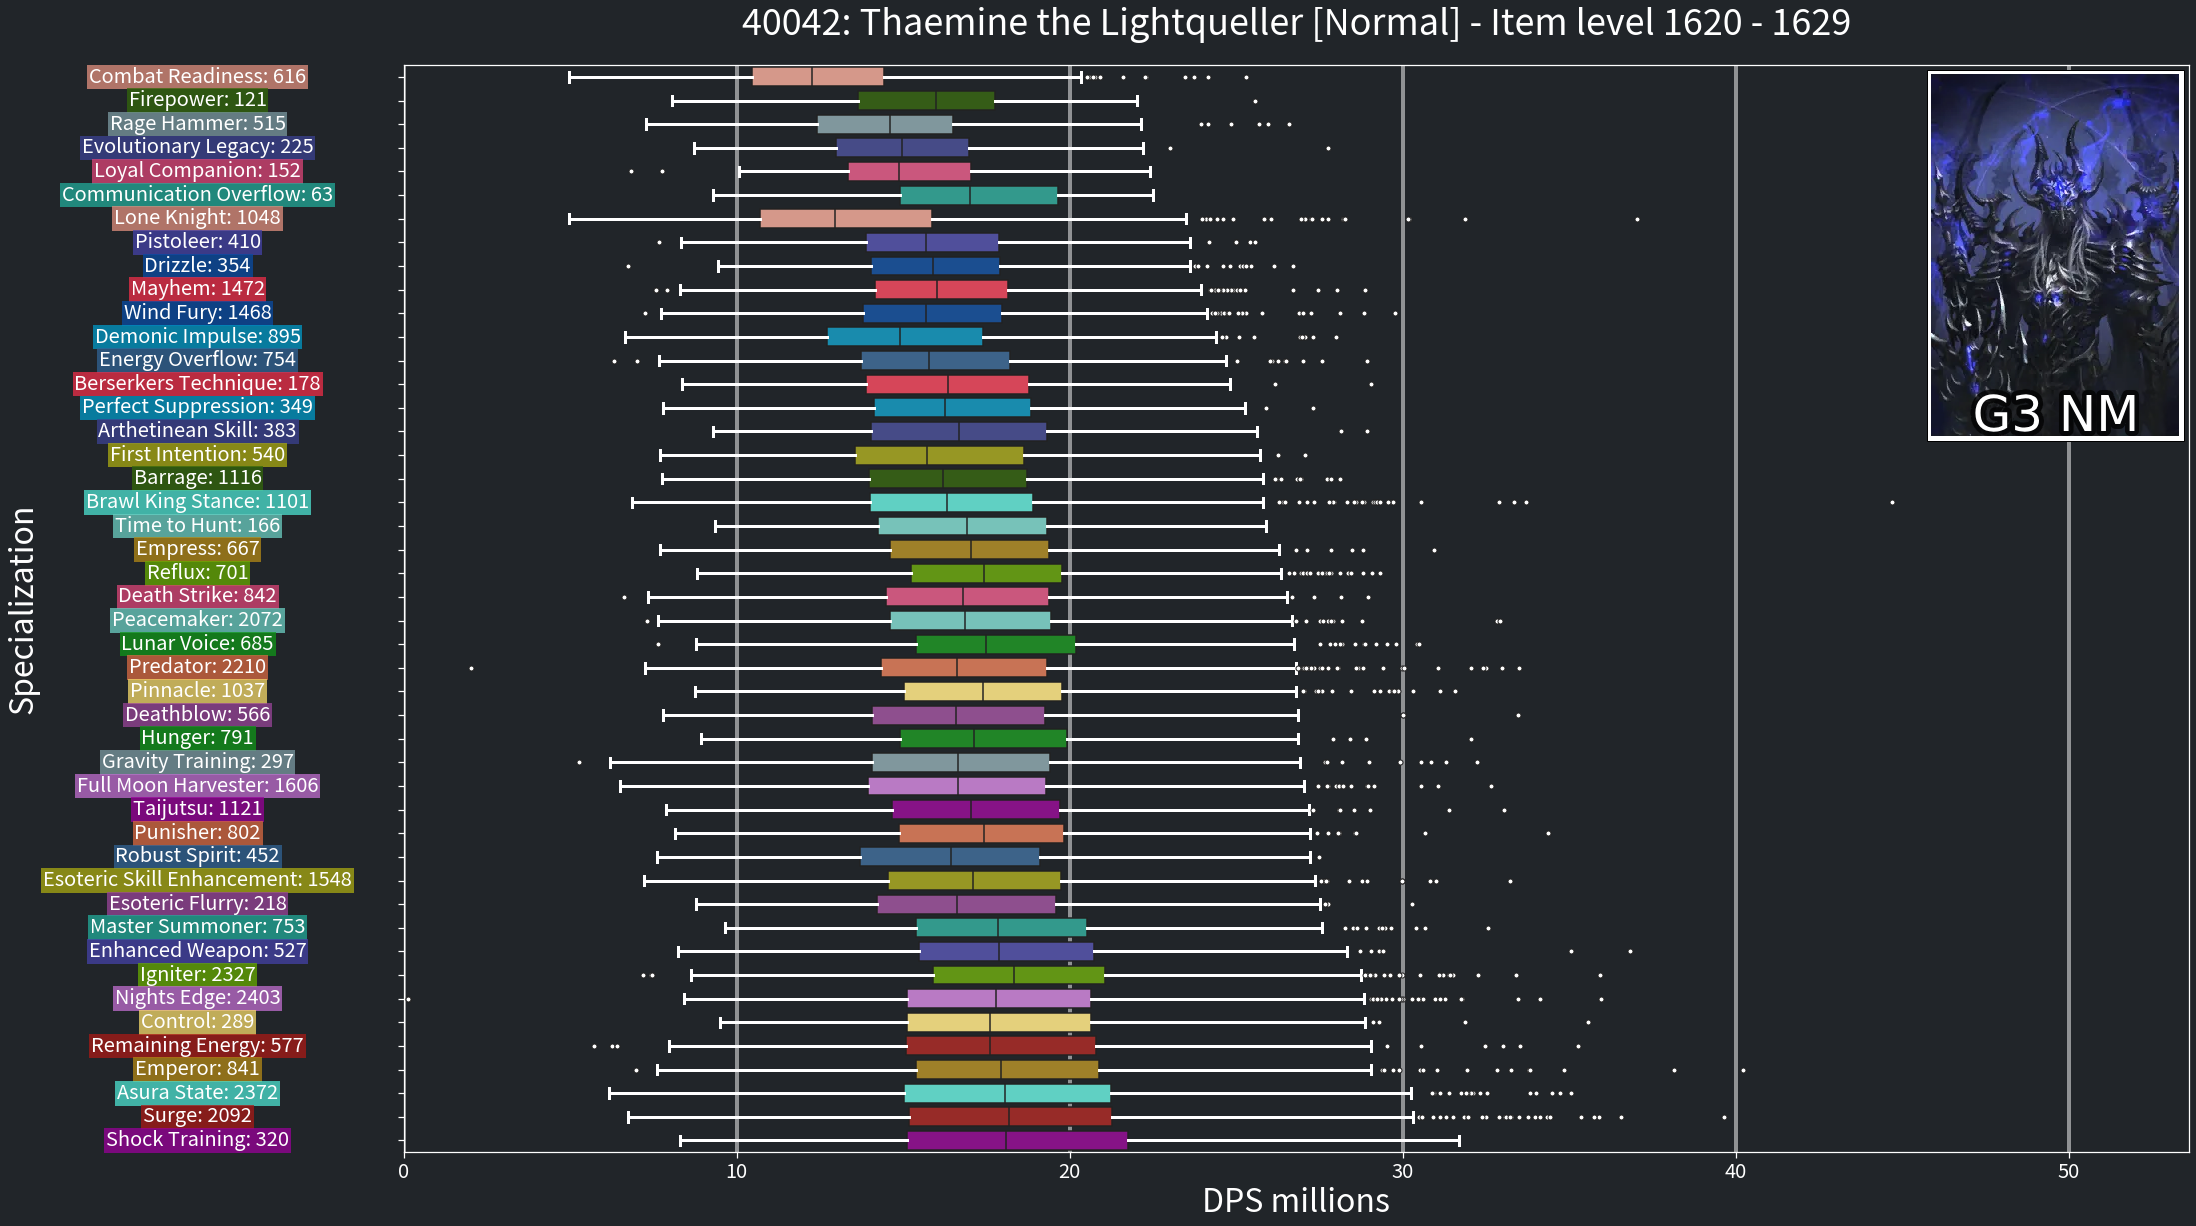 40042: Thaemine the Lightqueller [Normal] - Item level 1620 - 1629
Combat Readiness: 616
Firepower: 121
Rage Hammer: 515
Evolutionary Legacy: 225
Loyal Companion: 152
Communication Overflow: 63
Lone Knight: 1048
Pistoleer: 410
Drizzle: 354
Mayhem: 1472
Wind Fury: 1468
Demonic Impulse: 895
Energy Overflow: 754
Berserkers Technique: 178
Perfect Suppression: 349
Arthetinean Skill: 383
First Intention: 540
Barrage: 1116
Brawl King Stance: 1101
Time to Hunt: 166
Empress: 667
Reflux: 701
Death Strike: 842
Peacemaker: 2072
Lunar Voice: 685
Predator: 2210
Pinnacle: 1037
Deathblow: 566
Hunger: 791
Gravity Training: 297
Full Moon Harvester: 1606
Taijutsu: 1121
Punisher: 802
Robust Spirit: 452
Esoteric Skill Enhancement: 1548
Esoteric Flurry: 218
Master Summoner: 753
Enhanced Weapon: 527
Igniter: 2327
Nights Edge: 2403
Control: 289
Remaining Energy: 577
Emperor: 841
Asura State: 2372
Surge: 2092
Shock Training: 320
Specialization
G3 NM
0 10 20 30 40 50
DPS millions